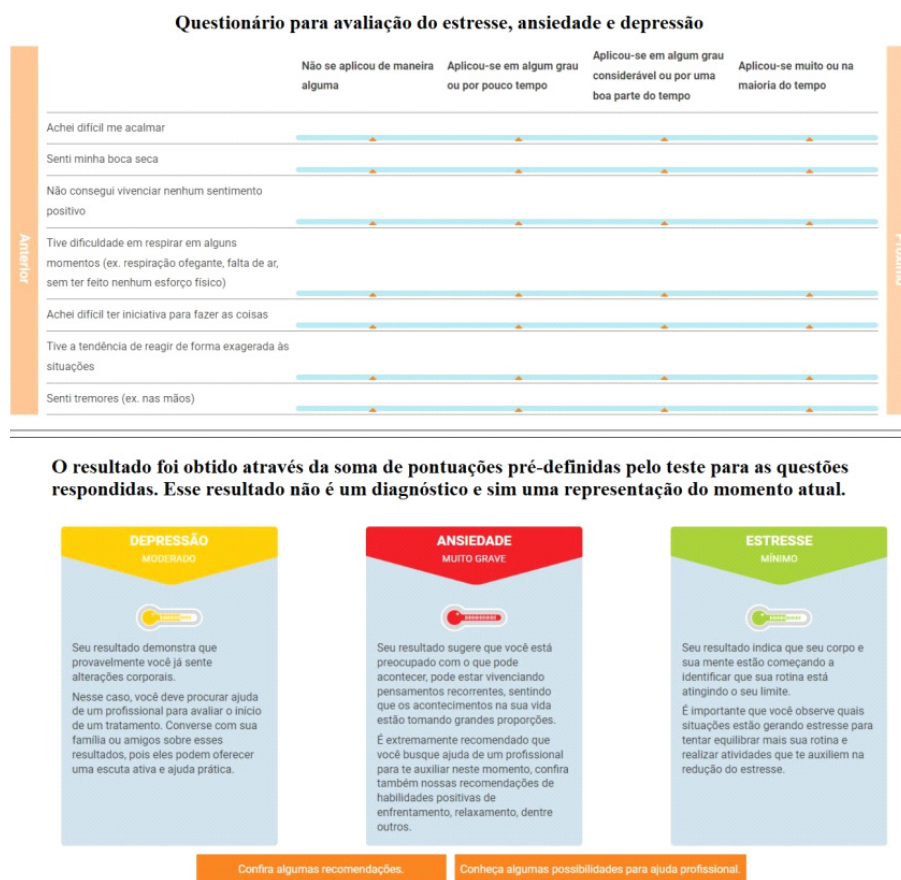 Questionário para avaliação do estresse, ansiedade e depressão
Não se aplicou de maneira
alguma
Aplicou-se em algum grau
ou por pouco tempo
Aplicou-se em algum grau
considerável ou por uma
boa parte do tempo
Aplicou-se muito ou na
maioria do tempo
Anterior
Achei difícil me acalmar
Senti minha boca seca
Não consegui vivenciar nenhum sentimento
positivo
Tive dificuldade em respirar em alguns
momentos (ex. respiração ofegante, falta de ar,
sem ter feito nenhum esforço físico)
Achei difícil ter iniciativa para fazer as coisas
Tive a tendência de reagir de forma exagerada às
situações
Senti tremores (ex. nas mãos)
O resultado foi obtido através da soma de pontuações pré-definidas pelo teste para as questões
respondidas. Esse resultado não é um diagnóstico e sim uma representação do momento atual.
DEPRESSÃO
MODERADO
Seu resultado demonstra que
provavelmente você já sente
alterações corporais.
Nesse caso, você deve procurar ajuda
de um profissional para avaliar o início
de um tratamento. Converse com sua
família ou amigos sobre esses
resultados, pois eles podem oferecer
uma escuta ativa e ajuda prática.
ANSIEDADE
MUITO GRAVE
Seu resultado sugere que você está
preocupado com o que pode
acontecer, pode estar vivenciando
pensamentos recorrentes, sentindo
que os acontecimentos na sua vida
estão tomando grandes proporções.
É extremamente recomendado que
você busque ajuda de um profissional
para te auxiliar neste momento, confira
também nossas recomendações de
habilidades positivas de
enfrentamento, relaxamento, dentre
outros.
ESTRESSE
MÍNIMO
Seu resultado indica que seu corpo e
sua mente estão começando a
identificar que sua rotina está
atingindo o seu limite.
É importante que você observe quais
situações estão gerando estresse para
tentar equilibrar mais sua rotina e
realizar atividades que te auxiliem na
redução do estresse.
Confira algumas recomendações.
Conheça algumas possibilidades para ajuda profissional.